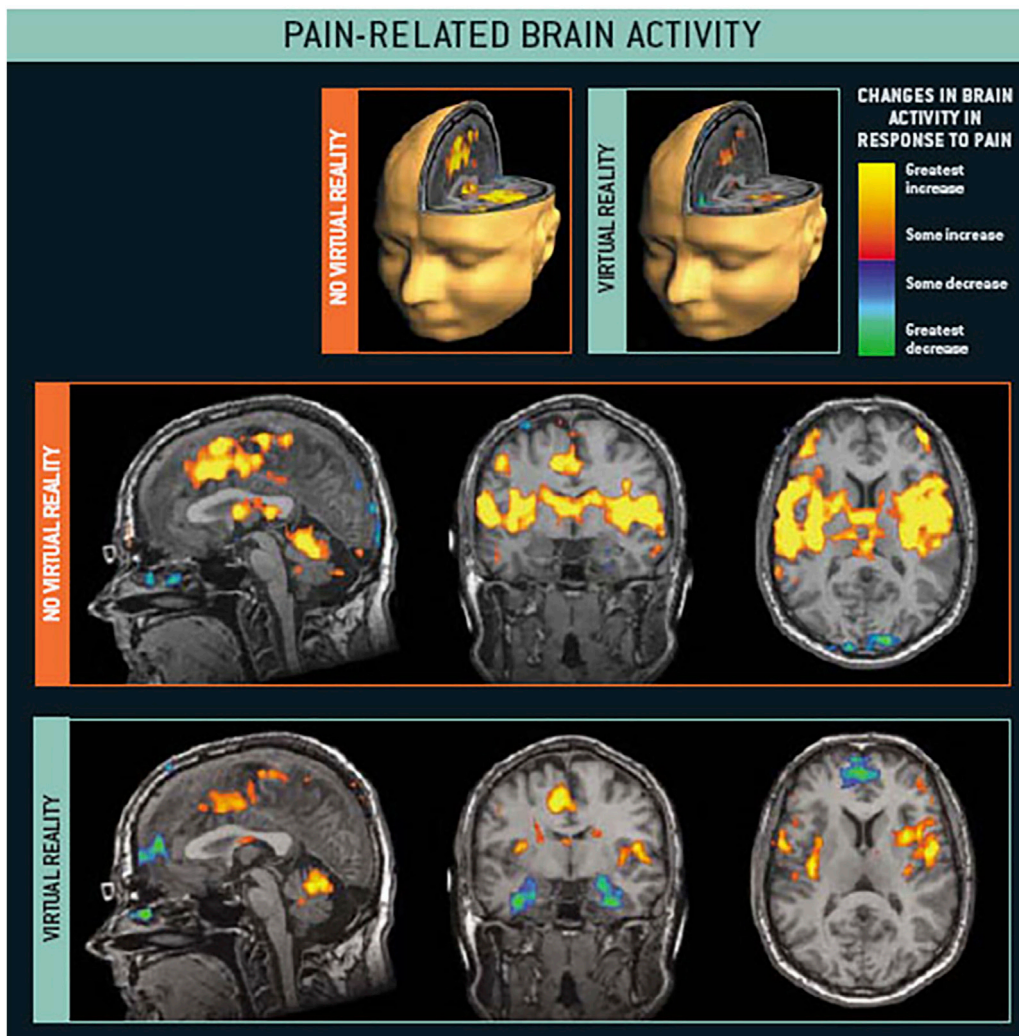 PAIN-RELATED BRAIN ACTIVITY
NO VIRTUAL REALITY
VIRTUAL REALITY
CHANGES IN BRAIN
ACTIVITY IN
RESPONSE TO PAIN
Greatest
increase
Some increase
Some decrease
Greatest
decrease
NO VIRTUAL REALITY
VIRTUAL REALITY